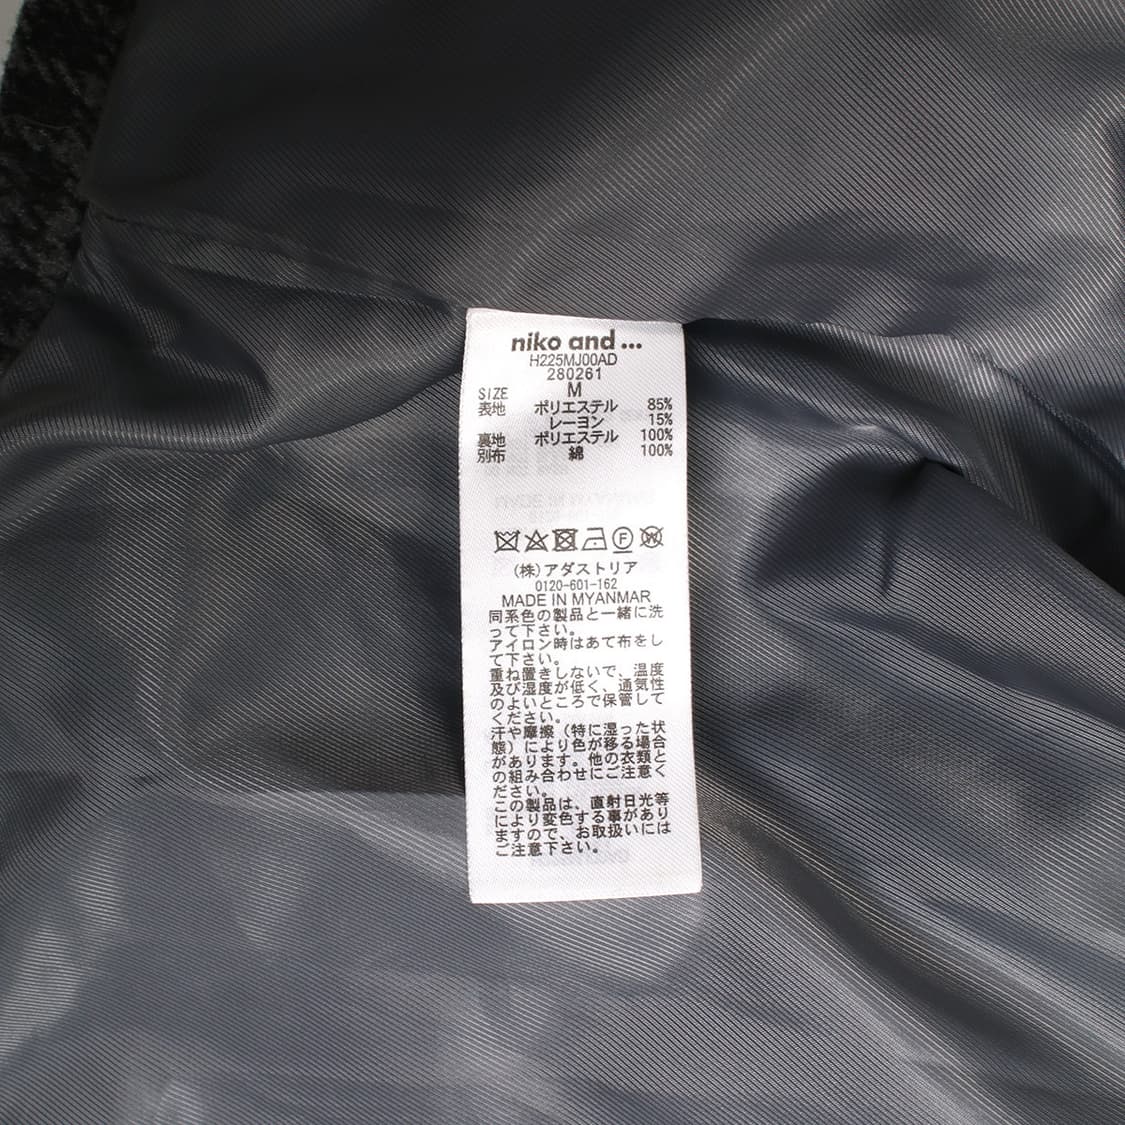 niko and ...
H225MJ00AD
280261
SIZE M
表地 ポリエステル 85%
レーヨン 15%
裏地 ポリエステル 100%
別布 綿 100%
(株)アダストリア
0120-601-162
MADE IN MYANMAR
同系色の製品と一緒に洗
って下さい。
アイロン時はあて布をし
て下さい。
重ね置きしないで、温度
及び湿度が低く、通気性
のよいところで保管して
ください。
汗や摩擦（特に湿った状
態）により色が移る場合
があります。他の衣類と
の組み合わせにご注意く
ださい。
この製品は、直射日光等
により変色する事があり
ますので、お取扱いには
ご注意下さい。